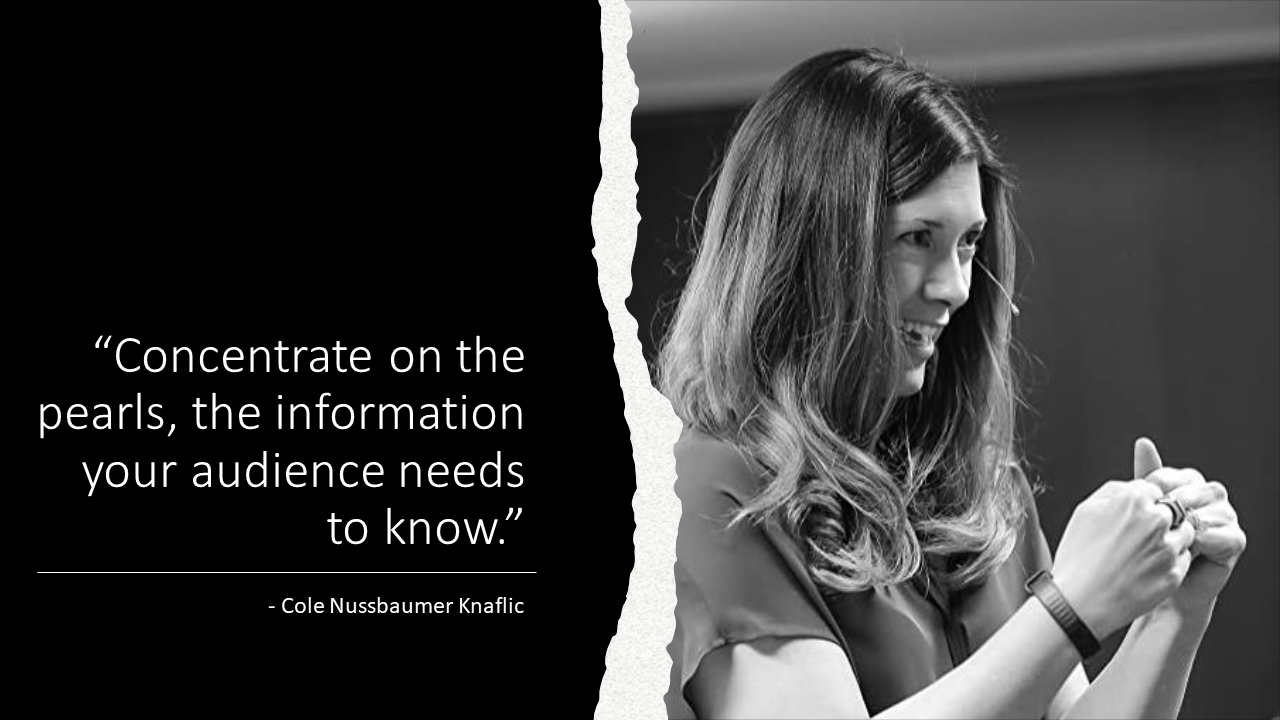 “Concentrate on the
pearls, the information
your audience needs
to know.”
- Cole Nussbaumer Knaflic